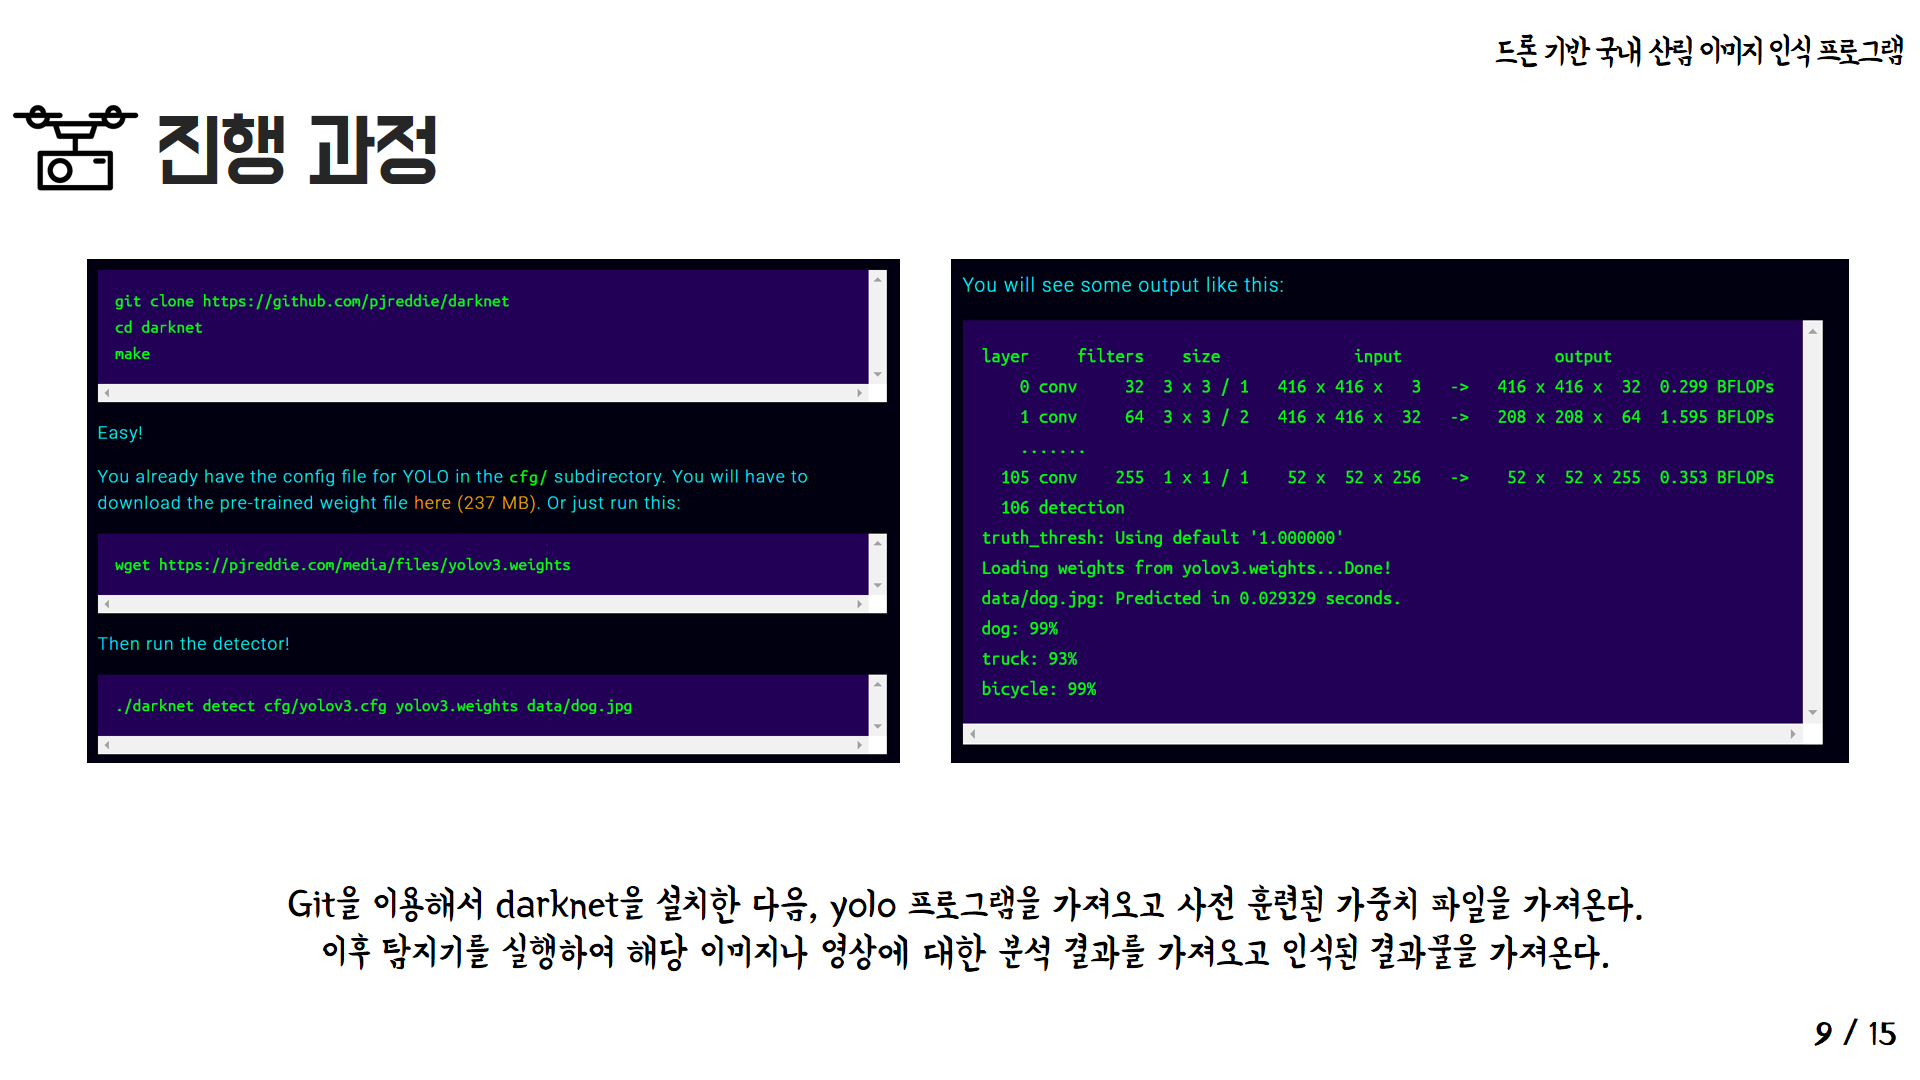 드론 기반 국내 산림 이미지 인식 프로그램
진행 과정
git clone https://github.com/pjreddie/darknet
cd darknet
make
Easy!
You already have the config file for YOLO in the cfg/ subdirectory. You will have to
download the pre-trained weight file here (237 MB). Or just run this:
wget https://pjreddie.com/media/files/yolov3.weights
Then run the detector!
./darknet detect cfg/yolov3.cfg yolov3.weights data/dog.jpg
You will see some output like this:
layer     filters    size              input                output
    0 conv     32  3 x 3 / 1   416 x 416 x   3   ->   416 x 416 x  32  0.299 BFLOPs
    1 conv     64  3 x 3 / 2   416 x 416 x  32   ->   208 x 208 x  64  1.595 BFLOPs
    .......
  105 conv    255  1 x 1 / 1    52 x  52 x 256   ->    52 x  52 x 255  0.353 BFLOPs
  106 detection
truth_thresh: Using default '1.000000'
Loading weights from yolov3.weights...Done!
data/dog.jpg: Predicted in 0.029329 seconds.
dog: 99%
truck: 93%
bicycle: 99%
Git을 이용해서 darknet을 설치한 다음, yolo 프로그램을 가져오고 사전 훈련된 가중치 파일을 가져온다.
이후 탐지기를 실행하여 해당 이미지나 영상에 대한 분석 결과를 가져오고 인식된 결과물을 가져온다.
9 / 15